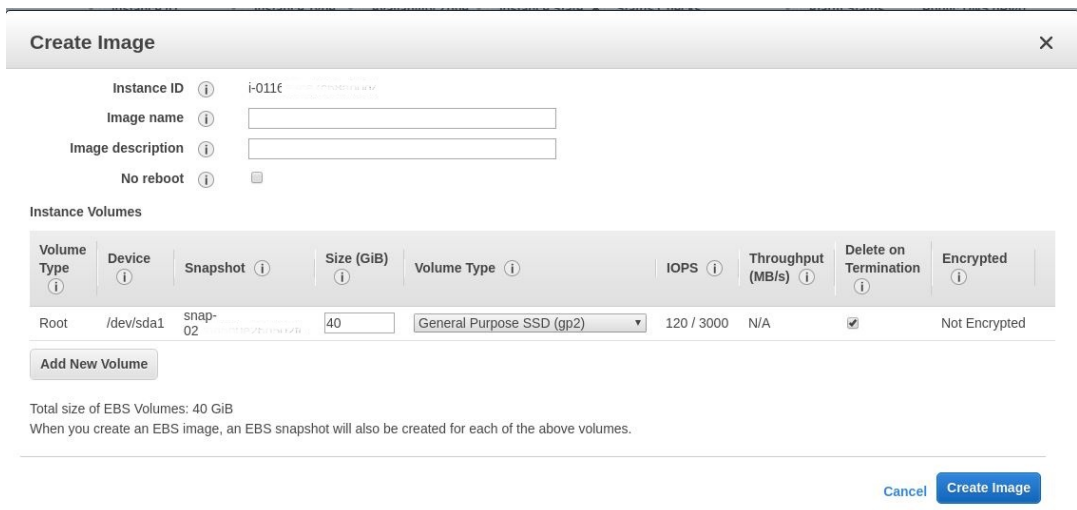 Create Image
Instance ID i-0116
Image name
Image description
No reboot
Instance Volumes
Volume Type Device Snapshot Size (GiB) Volume Type IOPS Throughput (MB/s) Delete on Termination Encrypted
Root /dev/sda1 snap-02 40 General Purpose SSD (gp2) 120 / 3000 N/A Not Encrypted
Add New Volume
Total size of EBS Volumes: 40 GiB
When you create an EBS image, an EBS snapshot will also be created for each of the above volumes.
Cancel Create Image